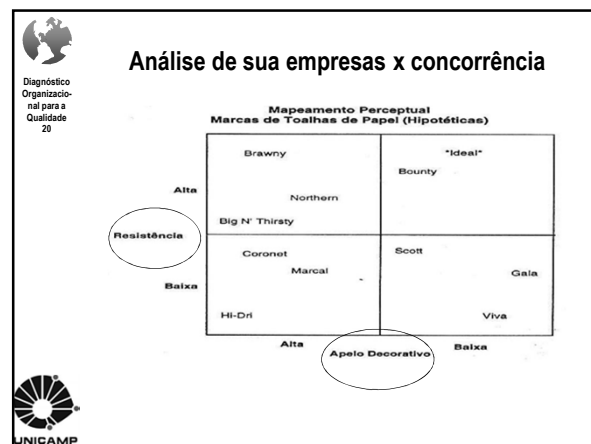 Análise de sua empresas x concorrência
Diagnóstico
Organizacio-
nal para a
Qualidade
20
Mapeamento Perceptual
Marcas de Toalhas de Papel (Hipotéticas)
Brawny
"Ideal"
Bounty
Alta
Northern
Big N' Thirsty
Resistência
Coronet
Scott
Marcal
Gala
Baixa
Hi-Dri
Viva
Alta
Apelo Decorativo
Baixa
UNICAMP